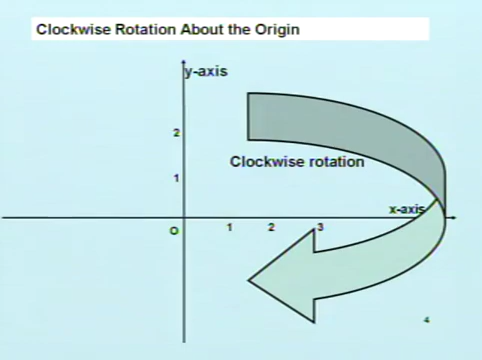 Clockwise Rotation About the Origin
y-axis
2
Clockwise rotation
1
x-axis
O
1 2 3
4